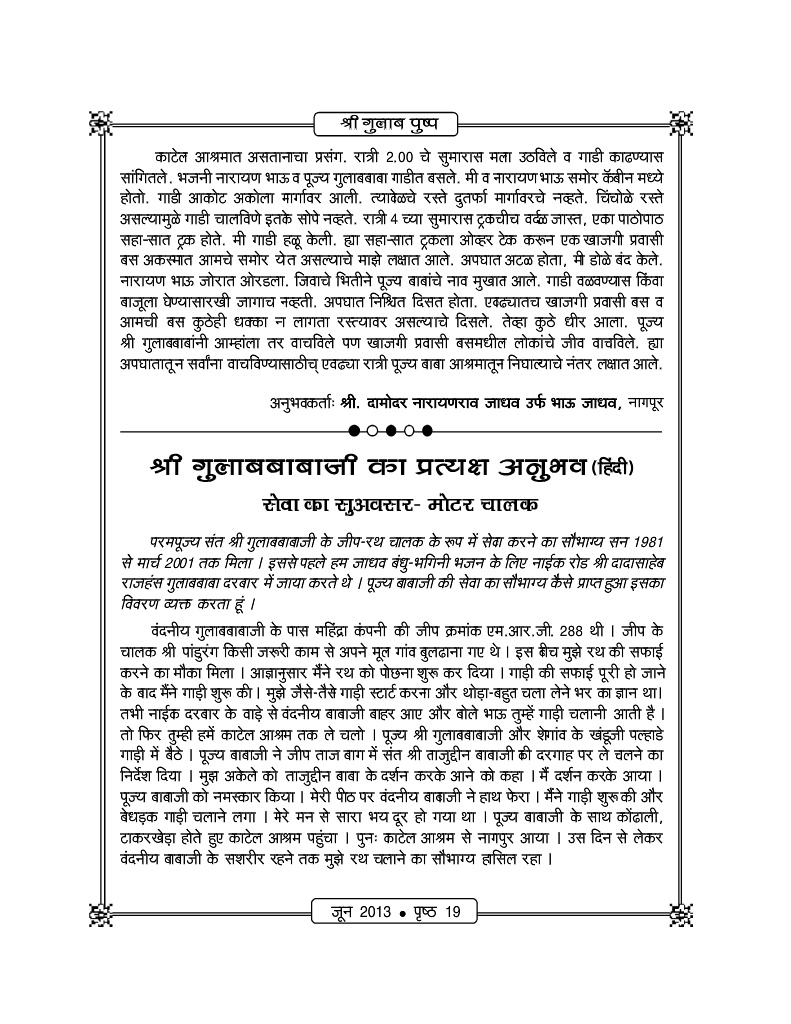 श्री गुलाब पुष्प
काटेल आश्रमात असतानाचा प्रसंग. रात्री 2.00 चे सुमारास मला उठविले व गाडी काढण्यास
सांगितले. भजनी नारायण भाऊ व पूज्य गुलाबबाबा गाडीत बसले. मी व नारायण भाऊ समोर कॅबीन मध्ये
होतो. गाडी आकोट अकोला मार्गावर आली. त्यावेळचे रस्ते दुतर्फा मार्गावरचे नव्हते. चिंचोळे रस्ते
असल्यामुळे गाडी चालविणे इतके सोपे नव्हते. रात्री 4 च्या सुमारास ट्रकचीच वर्दळ जास्त, एका पाठोपाठ
सहा-सात ट्रक होते. मी गाडी हळू केली. ह्या सहा-सात ट्रकला ओव्हर टेक करून एक खाजगी प्रवासी
बस अकस्मात आमचे समोर येत असल्याचे माझे लक्षात आले. अपघात अटळ होता, मी डोळे बंद केले.
नारायण भाऊ जोरात ओरडला. जिवाचे भितीने पूज्य बाबांचे नाव मुखात आले. गाडी वळवण्यास किंवा
बाजूला घेण्यासारखी जागाच नव्हती. अपघात निश्चित दिसत होता. एवढ्यातच खाजगी प्रवासी बस व
आमची बस कुठेही धक्का न लागता रस्त्यावर असल्याचे दिसले. तेव्हा कुठे धीर आला. पूज्य
श्री गुलाबबाबांनी आम्हांला तर वाचविले पण खाजगी प्रवासी बसमधील लोकांचे जीव वाचविले. ह्या
अपघातातून सर्वांना वाचविण्यासाठीच् एवढ्या रात्री पूज्य बाबा आश्रमातून निघाल्याचे नंतर लक्षात आले.
अनुभवकर्ताः श्री. दामोदर नारायणराव जाधव उर्फ भाऊ जाधव, नागपूर
श्री गुलाबबाबाजी का प्रत्यक्ष अनुभव (हिंदी)
सेवा का सुअवसर- मोटर चालक
परमपूज्य संत श्री गुलाबबाबाजी के जीप-रथ चालक के रूप में सेवा करने का सौभाग्य सन 1981
से मार्च 2001 तक मिला । इससे पहले हम जाधव बंधु-भगिनी भजन के लिए नाईक रोड श्री दादासाहेब
राजहंस गुलाबबाबा दरबार में जाया करते थे । पूज्य बाबाजी की सेवा का सौभाग्य कैसे प्राप्त हुआ इसका
विवरण व्यक्त करता हूं ।
वंदनीय गुलाबबाबाजी के पास महिंद्रा कंपनी की जीप क्रमांक एम.आर.जी. 288 थी । जीप के
चालक श्री पांडुरंग किसी जरूरी काम से अपने मूल गांव बुलढाना गए थे । इस बीच मुझे रथ की सफाई
करने का मौका मिला । आज्ञानुसार मैंने रथ को पोछना शुरू कर दिया । गाड़ी की सफाई पूरी हो जाने
के बाद मैंने गाड़ी शुरू की । मुझे जैसे-तैसे गाड़ी स्टार्ट करना और थोड़ा-बहुत चला लेने भर का ज्ञान था।
तभी नाईक दरबार के वाड़े से वंदनीय बाबाजी बाहर आए और बोले भाऊ तुम्हें गाड़ी चलानी आती है ।
तो फिर तुम्ही हमें काटेल आश्रम तक ले चलो । पूज्य श्री गुलाबबाबाजी और शेगांव के खंडूजी पल्हाडे
गाड़ी में बैठे । पूज्य बाबाजी ने जीप ताज बाग में संत श्री ताजुद्दीन बाबाजी की दरगाह पर ले चलने का
निर्देश दिया । मुझ अकेले को ताजुद्दीन बाबा के दर्शन करके आने को कहा । मैं दर्शन करके आया ।
पूज्य बाबाजी को नमस्कार किया । मेरी पीठ पर वंदनीय बाबाजी ने हाथ फेरा । मैंने गाड़ी शुरू की और
बेधड़क गाड़ी चलाने लगा । मेरे मन से सारा भय दूर हो गया था । पूज्य बाबाजी के साथ कोंढाली,
टाकरखेड़ा होते हुए काटेल आश्रम पहुंचा । पुनः काटेल आश्रम से नागपुर आया । उस दिन से लेकर
वंदनीय बाबाजी के सशरीर रहने तक मुझे रथ चलाने का सौभाग्य हासिल रहा ।
जून 2013 ● पृष्ठ 19